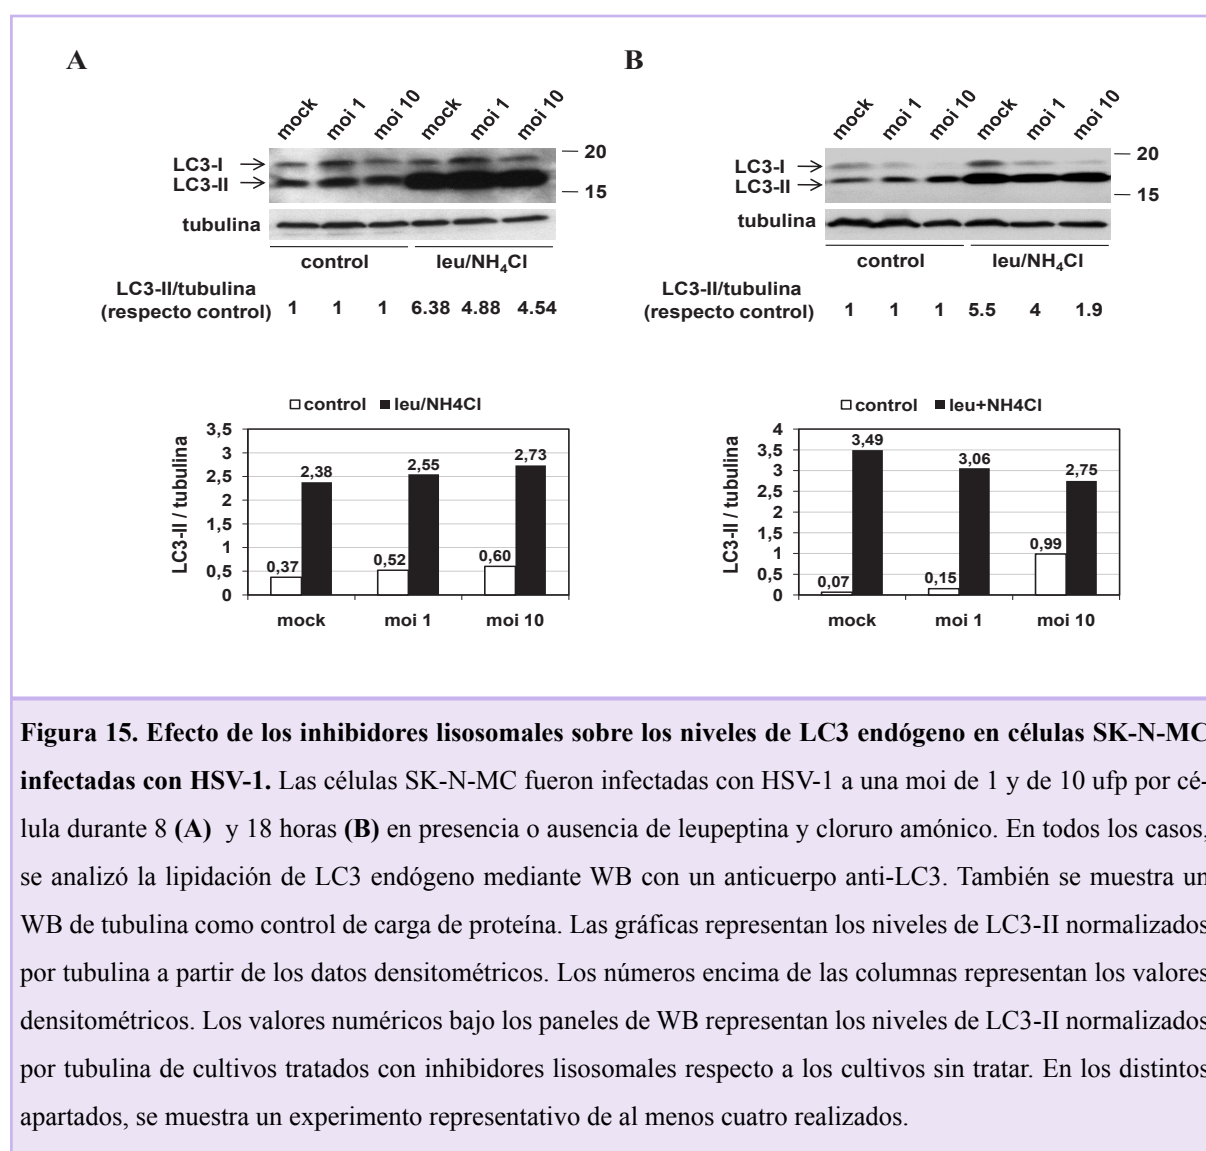 A
B
mock moi 1 moi 10 mock moi 1 moi 10
LC3-I
LC3-II
20
15
tubulina
control leu/NH₄Cl
LC3-II/tubulina
(respecto control) 1 1 1 6.38 4.88 4.54
mock moi 1 moi 10 mock moi 1 moi 10
LC3-I
LC3-II
20
15
tubulina
control leu/NH₄Cl
LC3-II/tubulina
(respecto control) 1 1 1 5.5 4 1.9
control leu/NH4Cl
LC3-II / tubulina
3,5
3
2,5
2
1,5
1
0,5
0
0,37 2,38 0,52 2,55 0,60 2,73
mock moi 1 moi 10
control leu+NH4Cl
LC3-II / tubulina
4
3,5
3
2,5
2
1,5
1
0,5
0
0,07 3,49 0,15 3,06 0,99 2,75
mock moi 1 moi 10
Figura 15. Efecto de los inhibidores lisosomales sobre los niveles de LC3 endógeno en células SK-N-MC
infectadas con HSV-1. Las células SK-N-MC fueron infectadas con HSV-1 a una moi de 1 y de 10 ufp por cé-
lula durante 8 (A) y 18 horas (B) en presencia o ausencia de leupeptina y cloruro amónico. En todos los casos,
se analizó la lipidación de LC3 endógeno mediante WB con un anticuerpo anti-LC3. También se muestra un
WB de tubulina como control de carga de proteína. Las gráficas representan los niveles de LC3-II normalizados
por tubulina a partir de los datos densitométricos. Los números encima de las columnas representan los valores
densitométricos. Los valores numéricos bajo los paneles de WB representan los niveles de LC3-II normalizados
por tubulina de cultivos tratados con inhibidores lisosomales respecto a los cultivos sin tratar. En los distintos
apartados, se muestra un experimento representativo de al menos cuatro realizados.